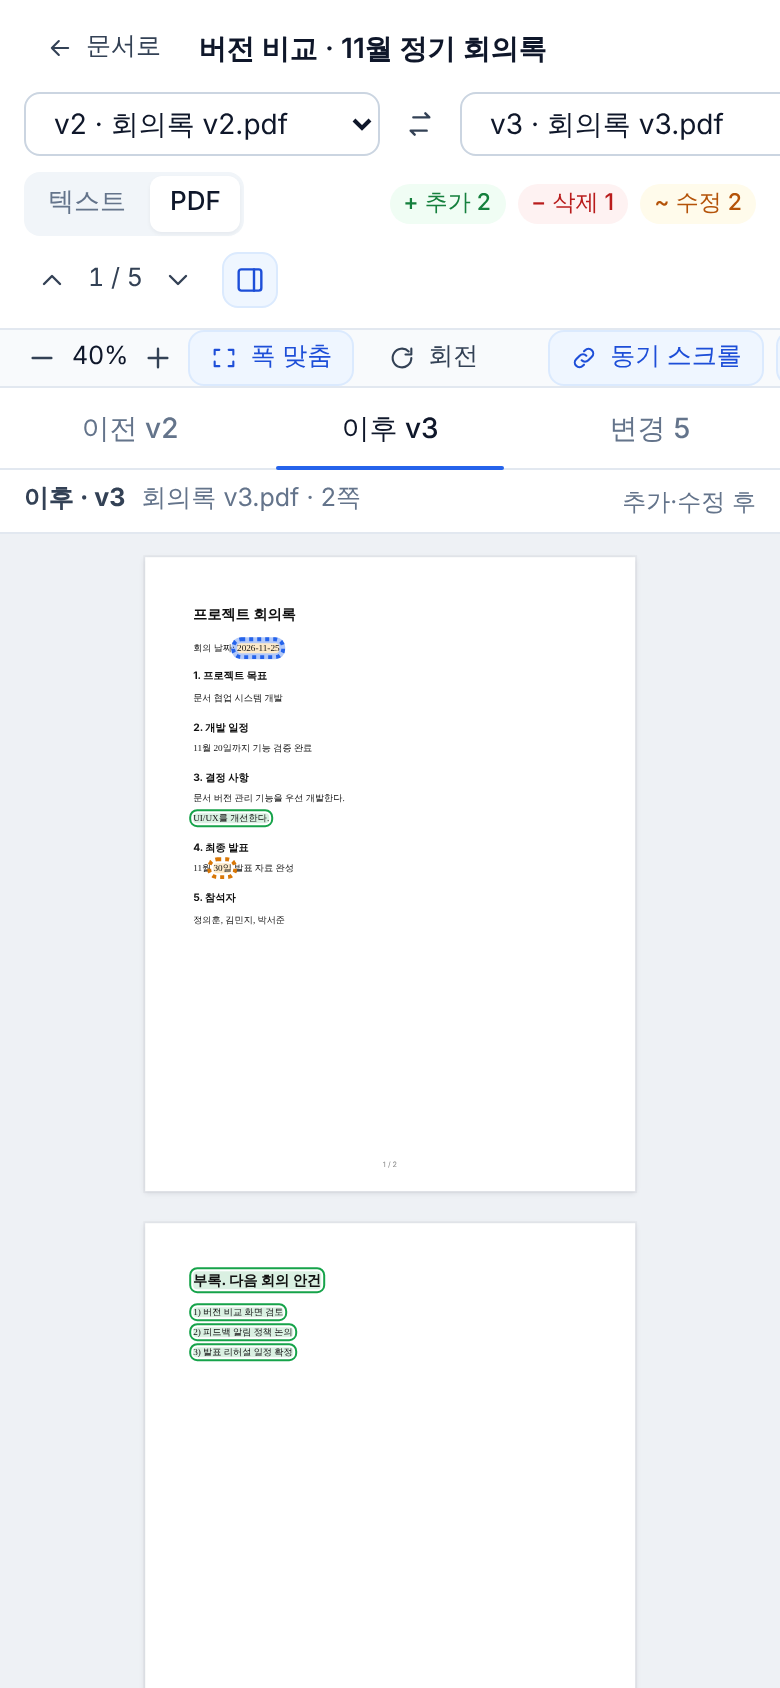 문서로 버전 비교 · 11월 정기 회의록
v2 · 회의록 v2.pdf v3 · 회의록 v3.pdf
텍스트 PDF + 추가 2 − 삭제 1 ~ 수정 2
1 / 5
40% 폭 맞춤 회전 동기 스크롤
이전 v2 이후 v3 변경 5
이후 · v3 회의록 v3.pdf · 2쪽 추가·수정 후
프로젝트 회의록
회의 날짜: 2026-11-25
1. 프로젝트 목표
문서 협업 시스템 개발
2. 개발 일정
11월 20일까지 기능 검증 완료
3. 결정 사항
문서 버전 관리 기능을 우선 개발한다.
UI/UX를 개선한다.
4. 최종 발표
11월 30일 발표 자료 완성
5. 참석자
정의훈, 김민지, 박서준
1 / 2
부록. 다음 회의 안건
1) 버전 비교 화면 검토
2) 피드백 알림 정책 논의
3) 발표 리허설 일정 확정